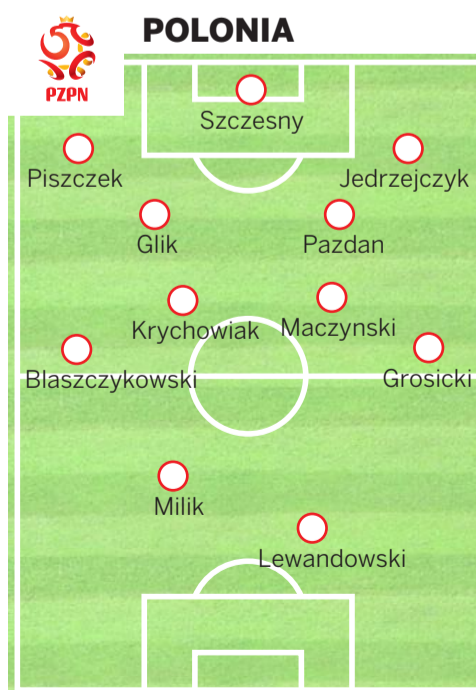 POLONIA
PZPN
Szczesny
Piszczek
Jedrzejczyk
Glik
Pazdan
Krychowiak
Maczynski
Blaszczykowski
Grosicki
Milik
Lewandowski